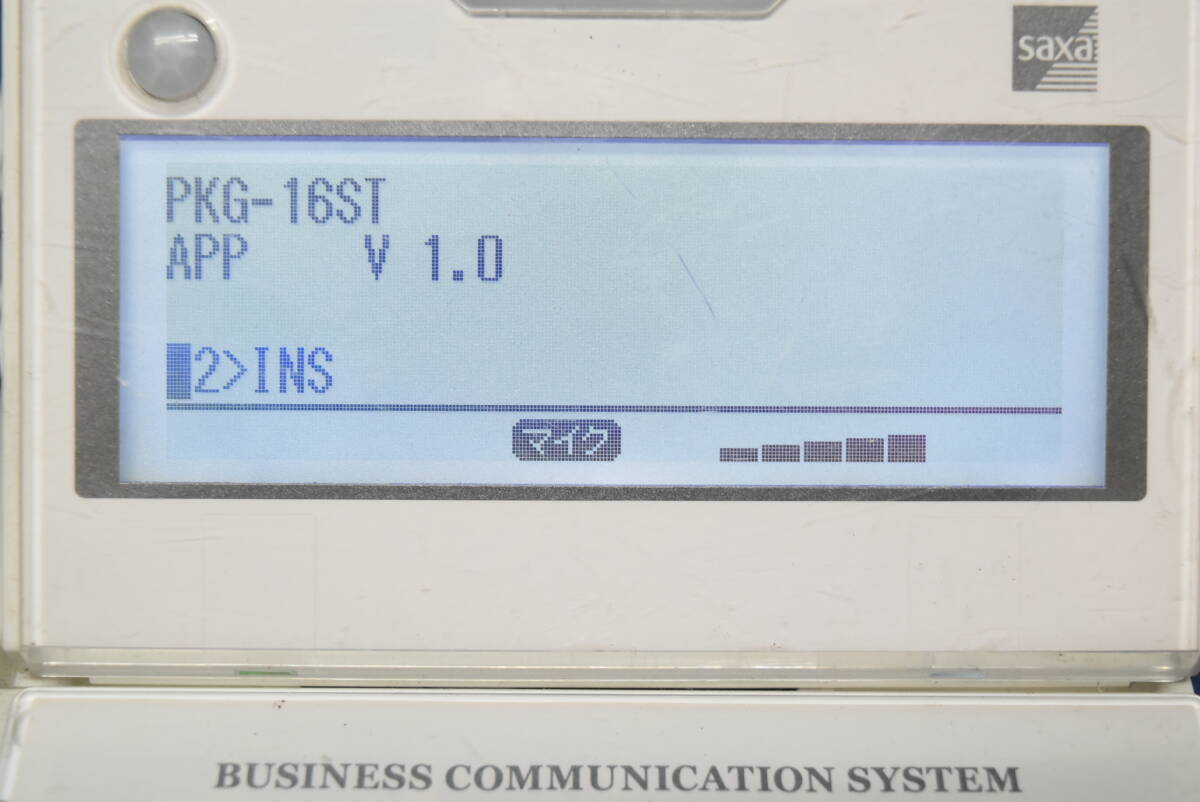 saxa
PKG-16ST
APP V 1.0
2>INS
マイク
BUSINESS COMMUNICATION SYSTEM